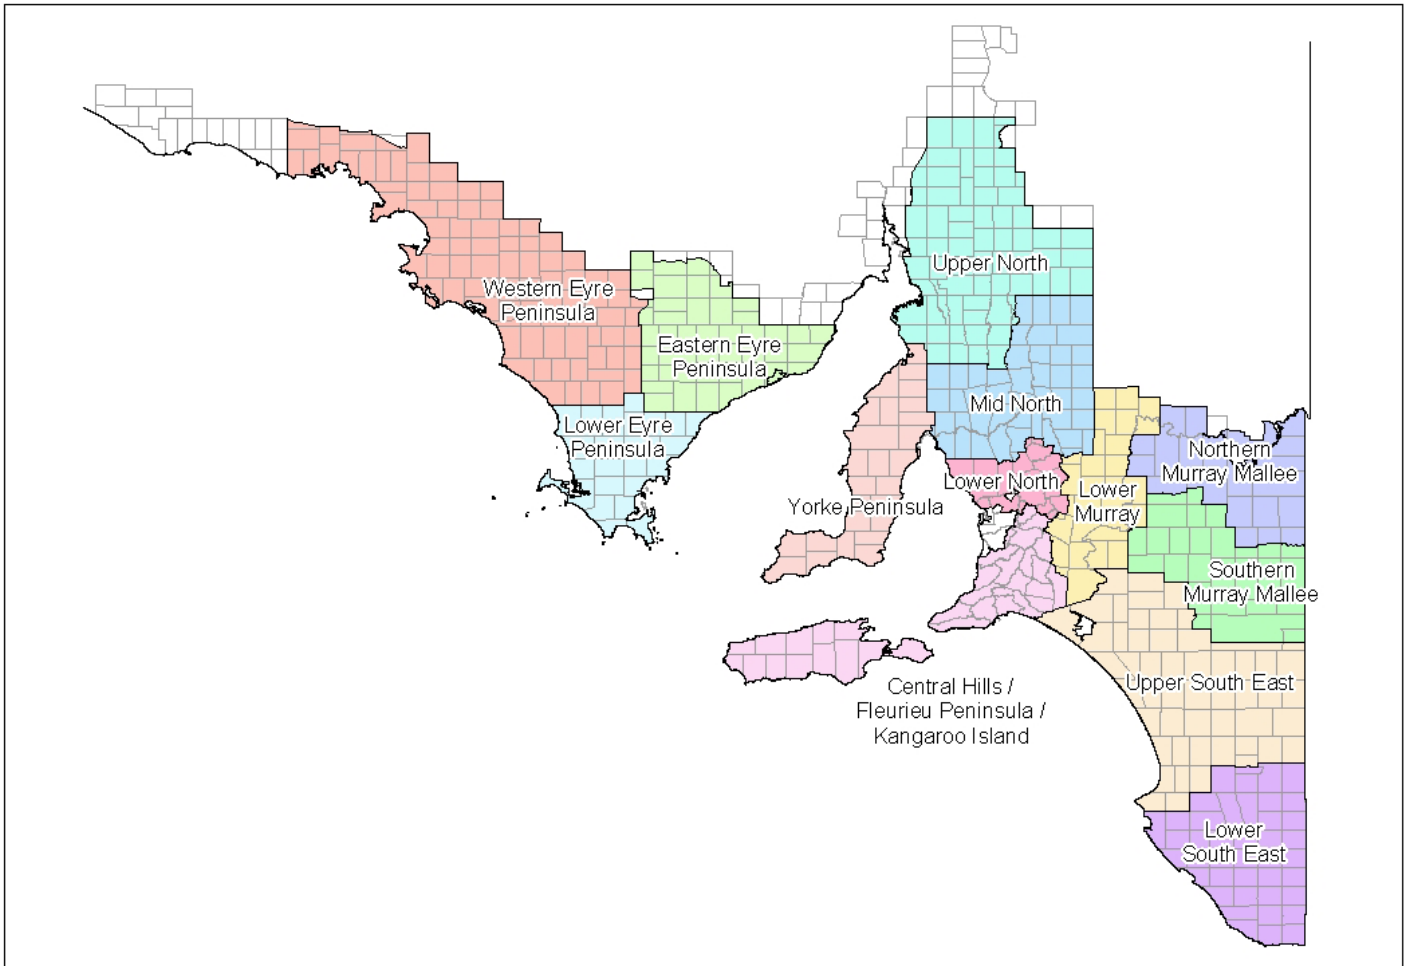 Upper North
Western Eyre
Peninsula
Eastern Eyre
Peninsula
Mid North
Lower Eyre
Peninsula
Northern
Murray Mallee
Lower North
Lower
Murray
Yorke Peninsula
Southern
Murray Mallee
Upper South East
Central Hills /
Fleurieu Peninsula /
Kangaroo Island
Lower
South East